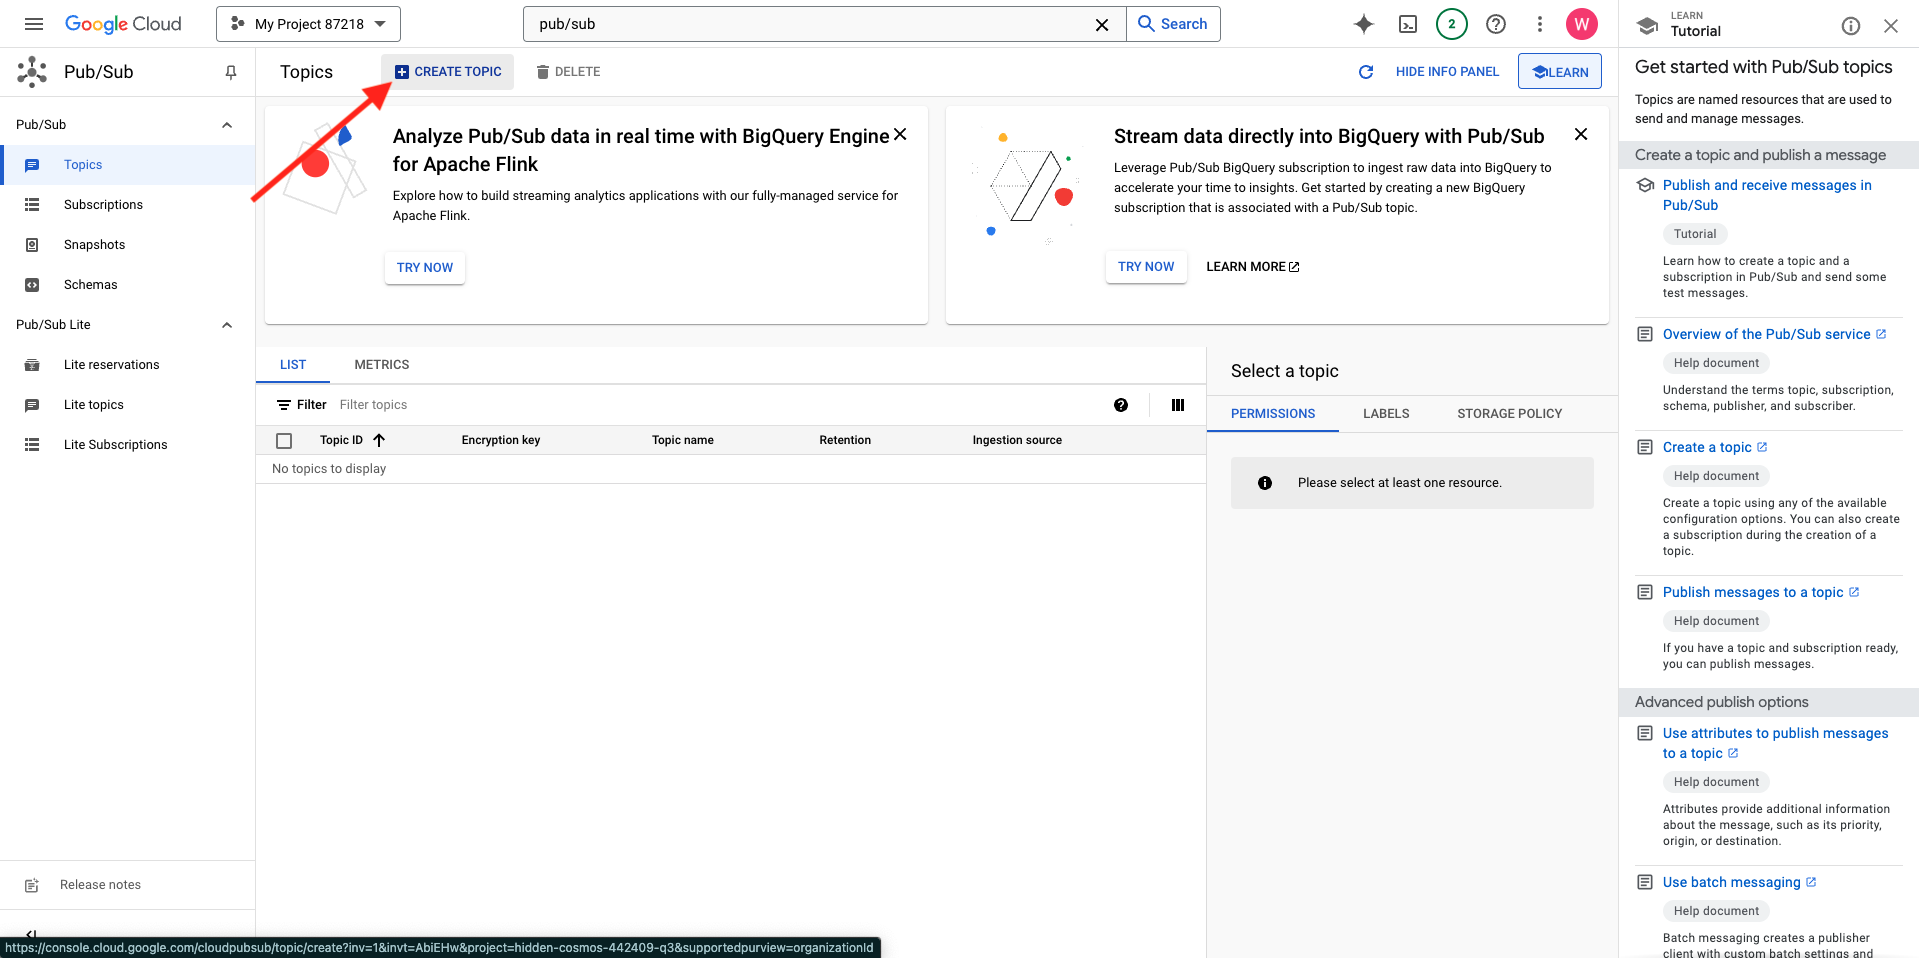 Google Cloud
My Project 87218
pub/sub
Search
2
W
LEARN
Tutorial
Pub/Sub
Topics
CREATE TOPIC
DELETE
HIDE INFO PANEL
LEARN
Pub/Sub
Topics
Subscriptions
Snapshots
Schemas
Pub/Sub Lite
Lite reservations
Lite topics
Lite Subscriptions
Release notes
Analyze Pub/Sub data in real time with BigQuery Engine
for Apache Flink
Explore how to build streaming analytics applications with our fully-managed service for
Apache Flink.
TRY NOW
Stream data directly into BigQuery with Pub/Sub
Leverage Pub/Sub BigQuery subscription to ingest raw data into BigQuery to
accelerate your time to insights. Get started by creating a new BigQuery
subscription that is associated with a Pub/Sub topic.
TRY NOW
LEARN MORE
LIST
METRICS
Filter
Filter topics
Topic ID
Encryption key
Topic name
Retention
Ingestion source
No topics to display
Select a topic
PERMISSIONS
LABELS
STORAGE POLICY
Please select at least one resource.
Get started with Pub/Sub topics
Topics are named resources that are used to
send and manage messages.
Create a topic and publish a message
Publish and receive messages in
Pub/Sub
Tutorial
Learn how to create a topic and a
subscription in Pub/Sub and send some
test messages.
Overview of the Pub/Sub service
Help document
Understand the terms topic, subscription,
schema, publisher, and subscriber.
Create a topic
Help document
Create a topic using any of the available
configuration options. You can also create
a subscription during the creation of a
topic.
Publish messages to a topic
Help document
If you have a topic and subscription ready,
you can publish messages.
Advanced publish options
Use attributes to publish messages
to a topic
Help document
Attributes provide additional information
about the message, such as its priority,
origin, or destination.
Use batch messaging
Help document
Batch messaging creates a publisher
client with custom batch settings and
https://console.cloud.google.com/cloudpubsub/topic/create?inv=1&invt=AbiEHw&project=hidden-cosmos-442409-q3&supportedpurview=organizationId